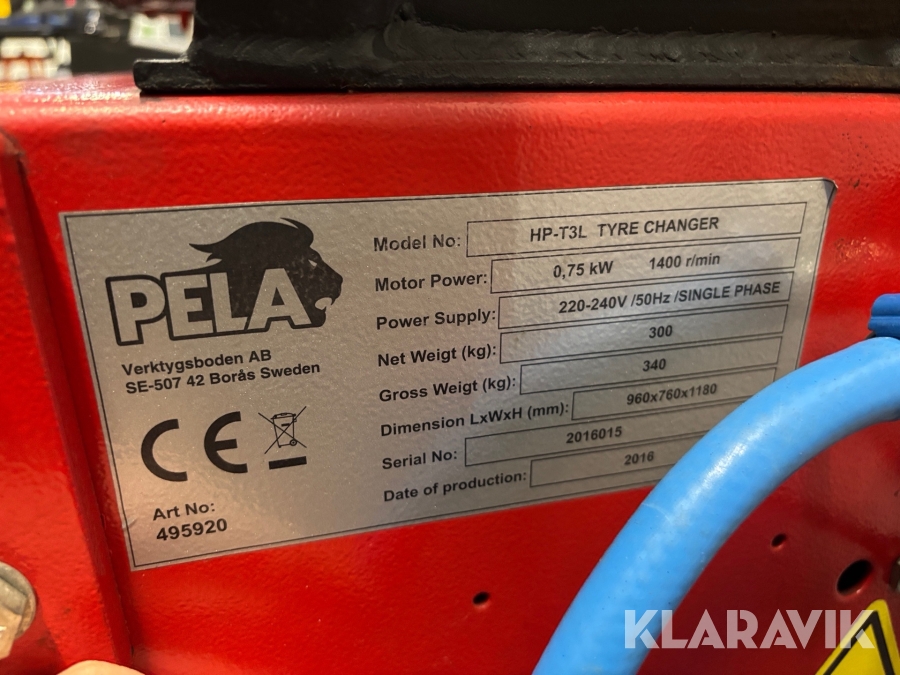 PELA
Verktygsboden AB
SE-507 42 Borås Sweden
CE
Art No:
495920
Model No: HP-T3L TYRE CHANGER
Motor Power: 0,75 kW 1400 r/min
Power Supply: 220-240V /50Hz /SINGLE PHASE
Net Weigt (kg): 300
Gross Weigt (kg): 340
Dimension LxWxH (mm): 960x760x1180
Serial No: 2016015
Date of production: 2016
KLARAVIK